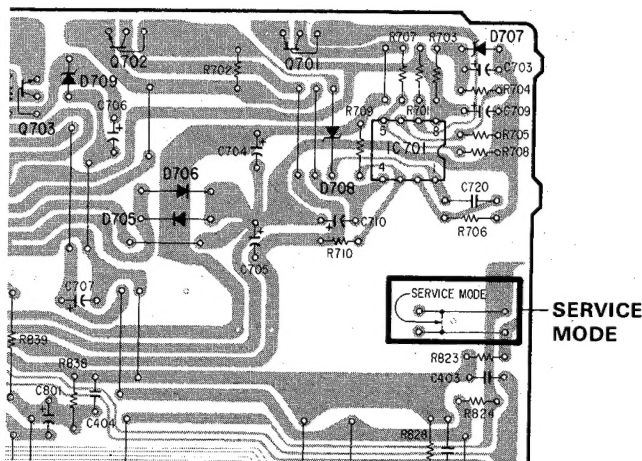 Q702
Q701
R707
R703
D707
C703
R702
D709
R704
C706
R709
R701
C709
Q703
5
8
R705
IC701
C704
R708
4
1
D706
D708
C720
D705
C710
R706
C705
R710
C707
SERVICE MODE
SERVICE
MODE
R839
R823
R838
C403
C801
R824
C404
R828